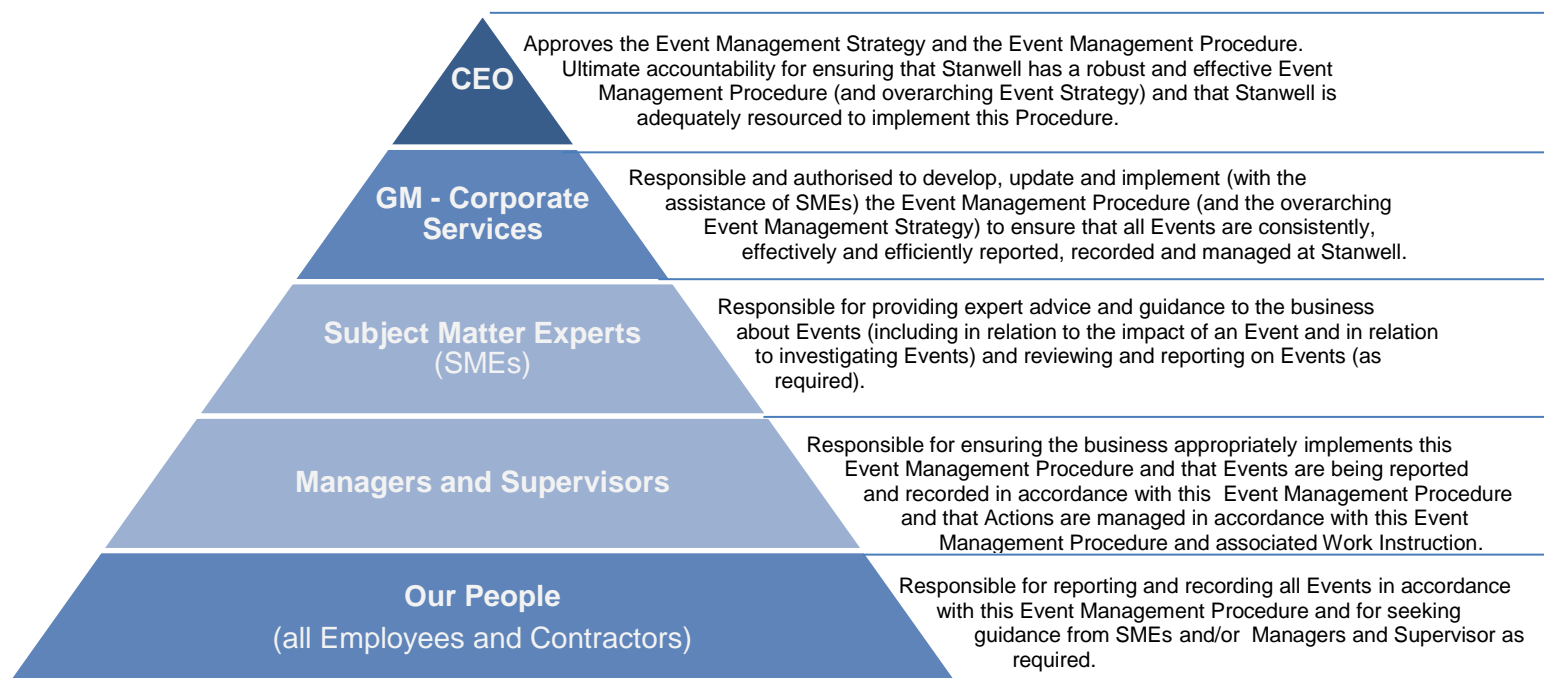 CEO
Approves the Event Management Strategy and the Event Management Procedure.
Ultimate accountability for ensuring that Stanwell has a robust and effective Event
Management Procedure (and overarching Event Strategy) and that Stanwell is
adequately resourced to implement this Procedure.
GM - Corporate
Services
Responsible and authorised to develop, update and implement (with the
assistance of SMEs) the Event Management Procedure (and the overarching
Event Management Strategy) to ensure that all Events are consistently,
effectively and efficiently reported, recorded and managed at Stanwell.
Subject Matter Experts
(SMEs)
Responsible for providing expert advice and guidance to the business
about Events (including in relation to the impact of an Event and in relation
to investigating Events) and reviewing and reporting on Events (as
required).
Managers and Supervisors
Responsible for ensuring the business appropriately implements this
Event Management Procedure and that Events are being reported
and recorded in accordance with this Event Management Procedure
and that Actions are managed in accordance with this Event
Management Procedure and associated Work Instruction.
Our People
(all Employees and Contractors)
Responsible for reporting and recording all Events in accordance
with this Event Management Procedure and for seeking
guidance from SMEs and/or Managers and Supervisor as
required.